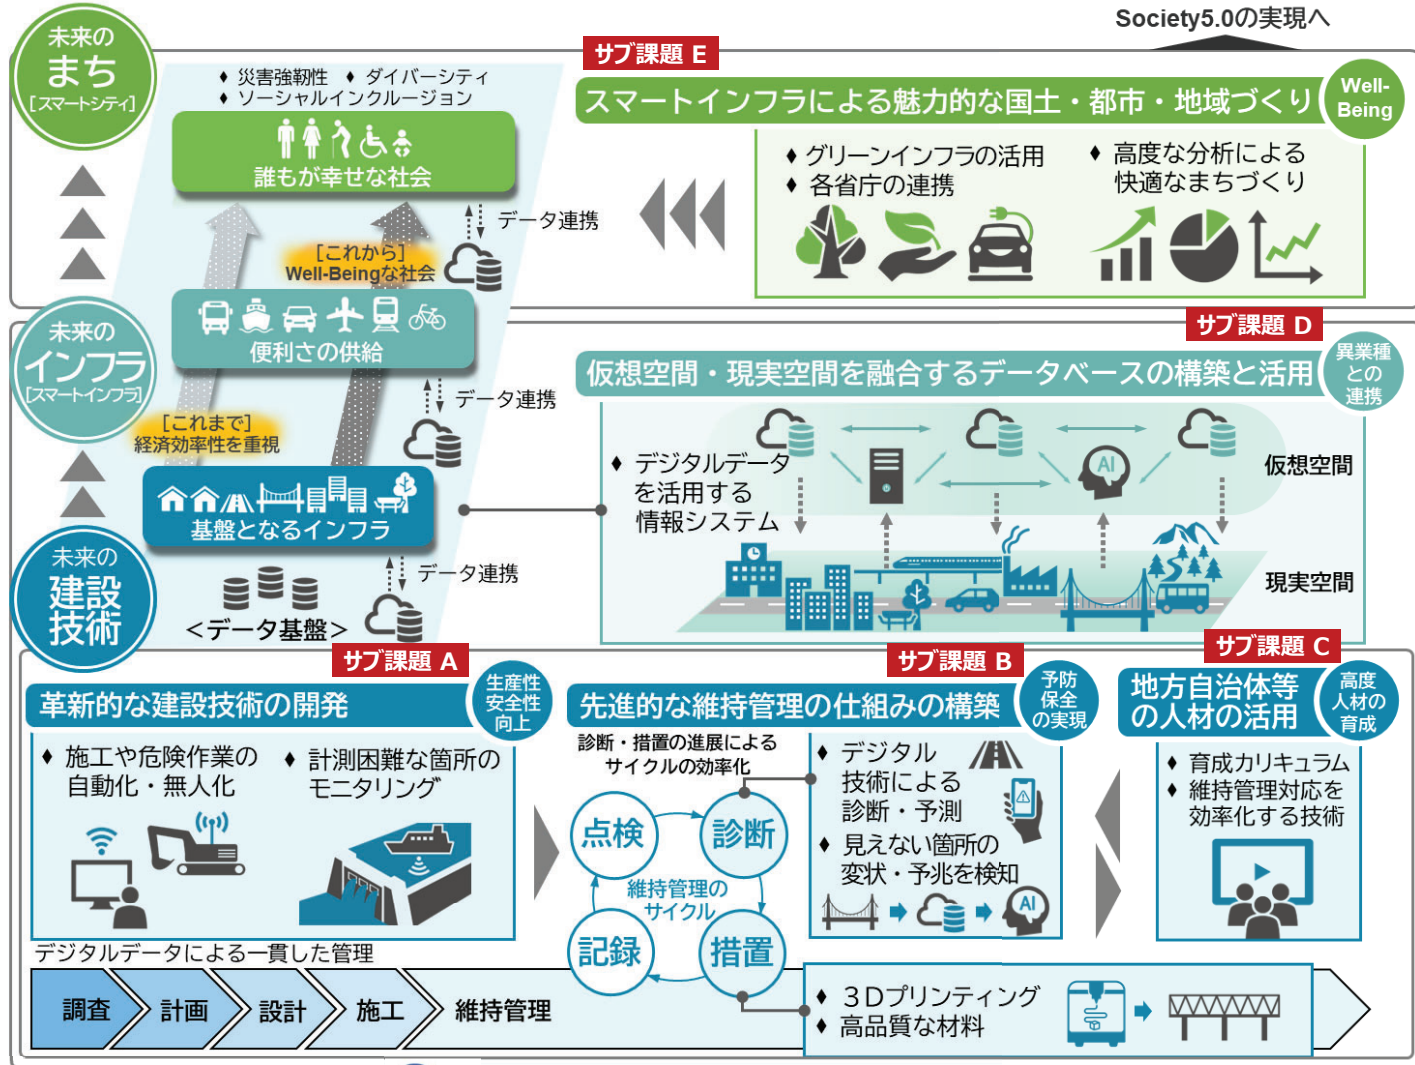 Society5.0の実現へ
未来の
まち
[スマートシティ]
♦ 災害強靭性 ♦ ダイバーシティ
♦ ソーシャルインクルージョン
誰もが幸せな社会
データ連携
[これから]
Well-Beingな社会
サブ課題 E
スマートインフラによる魅力的な国土・都市・地域づくり
Well-
Being
♦ グリーンインフラの活用
♦ 各省庁の連携
♦ 高度な分析による
快適なまちづくり
未来の
インフラ
[スマートインフラ]
便利さの供給
データ連携
[これまで]
経済効率性を重視
基盤となるインフラ
データ連携
<データ基盤>
サブ課題 D
仮想空間・現実空間を融合するデータベースの構築と活用
異業種
との
連携
♦ デジタルデータ
を活用する
情報システム
AI
仮想空間
現実空間
未来の
建設
技術
サブ課題 A
革新的な建設技術の開発
生産性
安全性
向上
♦ 施工や危険作業の
自動化・無人化
♦ 計測困難な箇所の
モニタリング
サブ課題 B
先進的な維持管理の仕組みの構築
予防
保全
の実現
診断・措置の進展による
サイクルの効率化
点検
診断
維持管理の
サイクル
記録
措置
♦ デジタル
技術による
診断・予測
♦ 見えない箇所の
変状・予兆を検知
AI
サブ課題 C
地方自治体等
の人材の活用
高度
人材の
育成
♦ 育成カリキュラム
♦ 維持管理対応を
効率化する技術
デジタルデータによる一貫した管理
調査
計画
設計
施工
維持管理
♦ 3Dプリンティング
♦ 高品質な材料